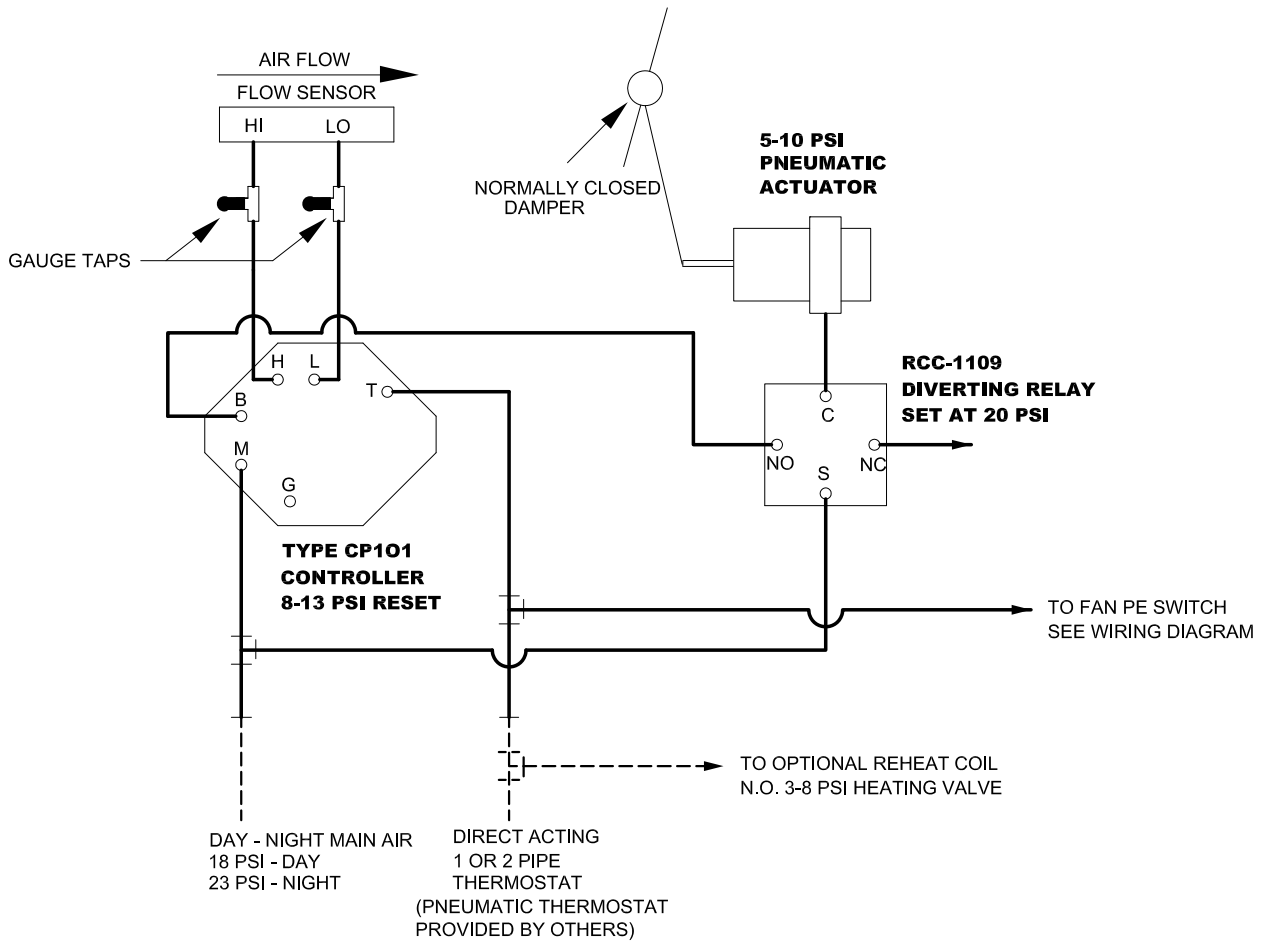 AIR FLOW
FLOW SENSOR
HI
LO
GAUGE TAPS
NORMALLY CLOSED
DAMPER
5-10 PSI
PNEUMATIC
ACTUATOR
H
L
T
B
M
G
TYPE CP1O1
CONTROLLER
8-13 PSI RESET
RCC-1109
DIVERTING RELAY
SET AT 20 PSI
C
NO
NC
S
TO FAN PE SWITCH
SEE WIRING DIAGRAM
TO OPTIONAL REHEAT COIL
N.O. 3-8 PSI HEATING VALVE
DAY - NIGHT MAIN AIR
18 PSI - DAY
23 PSI - NIGHT
DIRECT ACTING
1 OR 2 PIPE
THERMOSTAT
(PNEUMATIC THERMOSTAT
PROVIDED BY OTHERS)